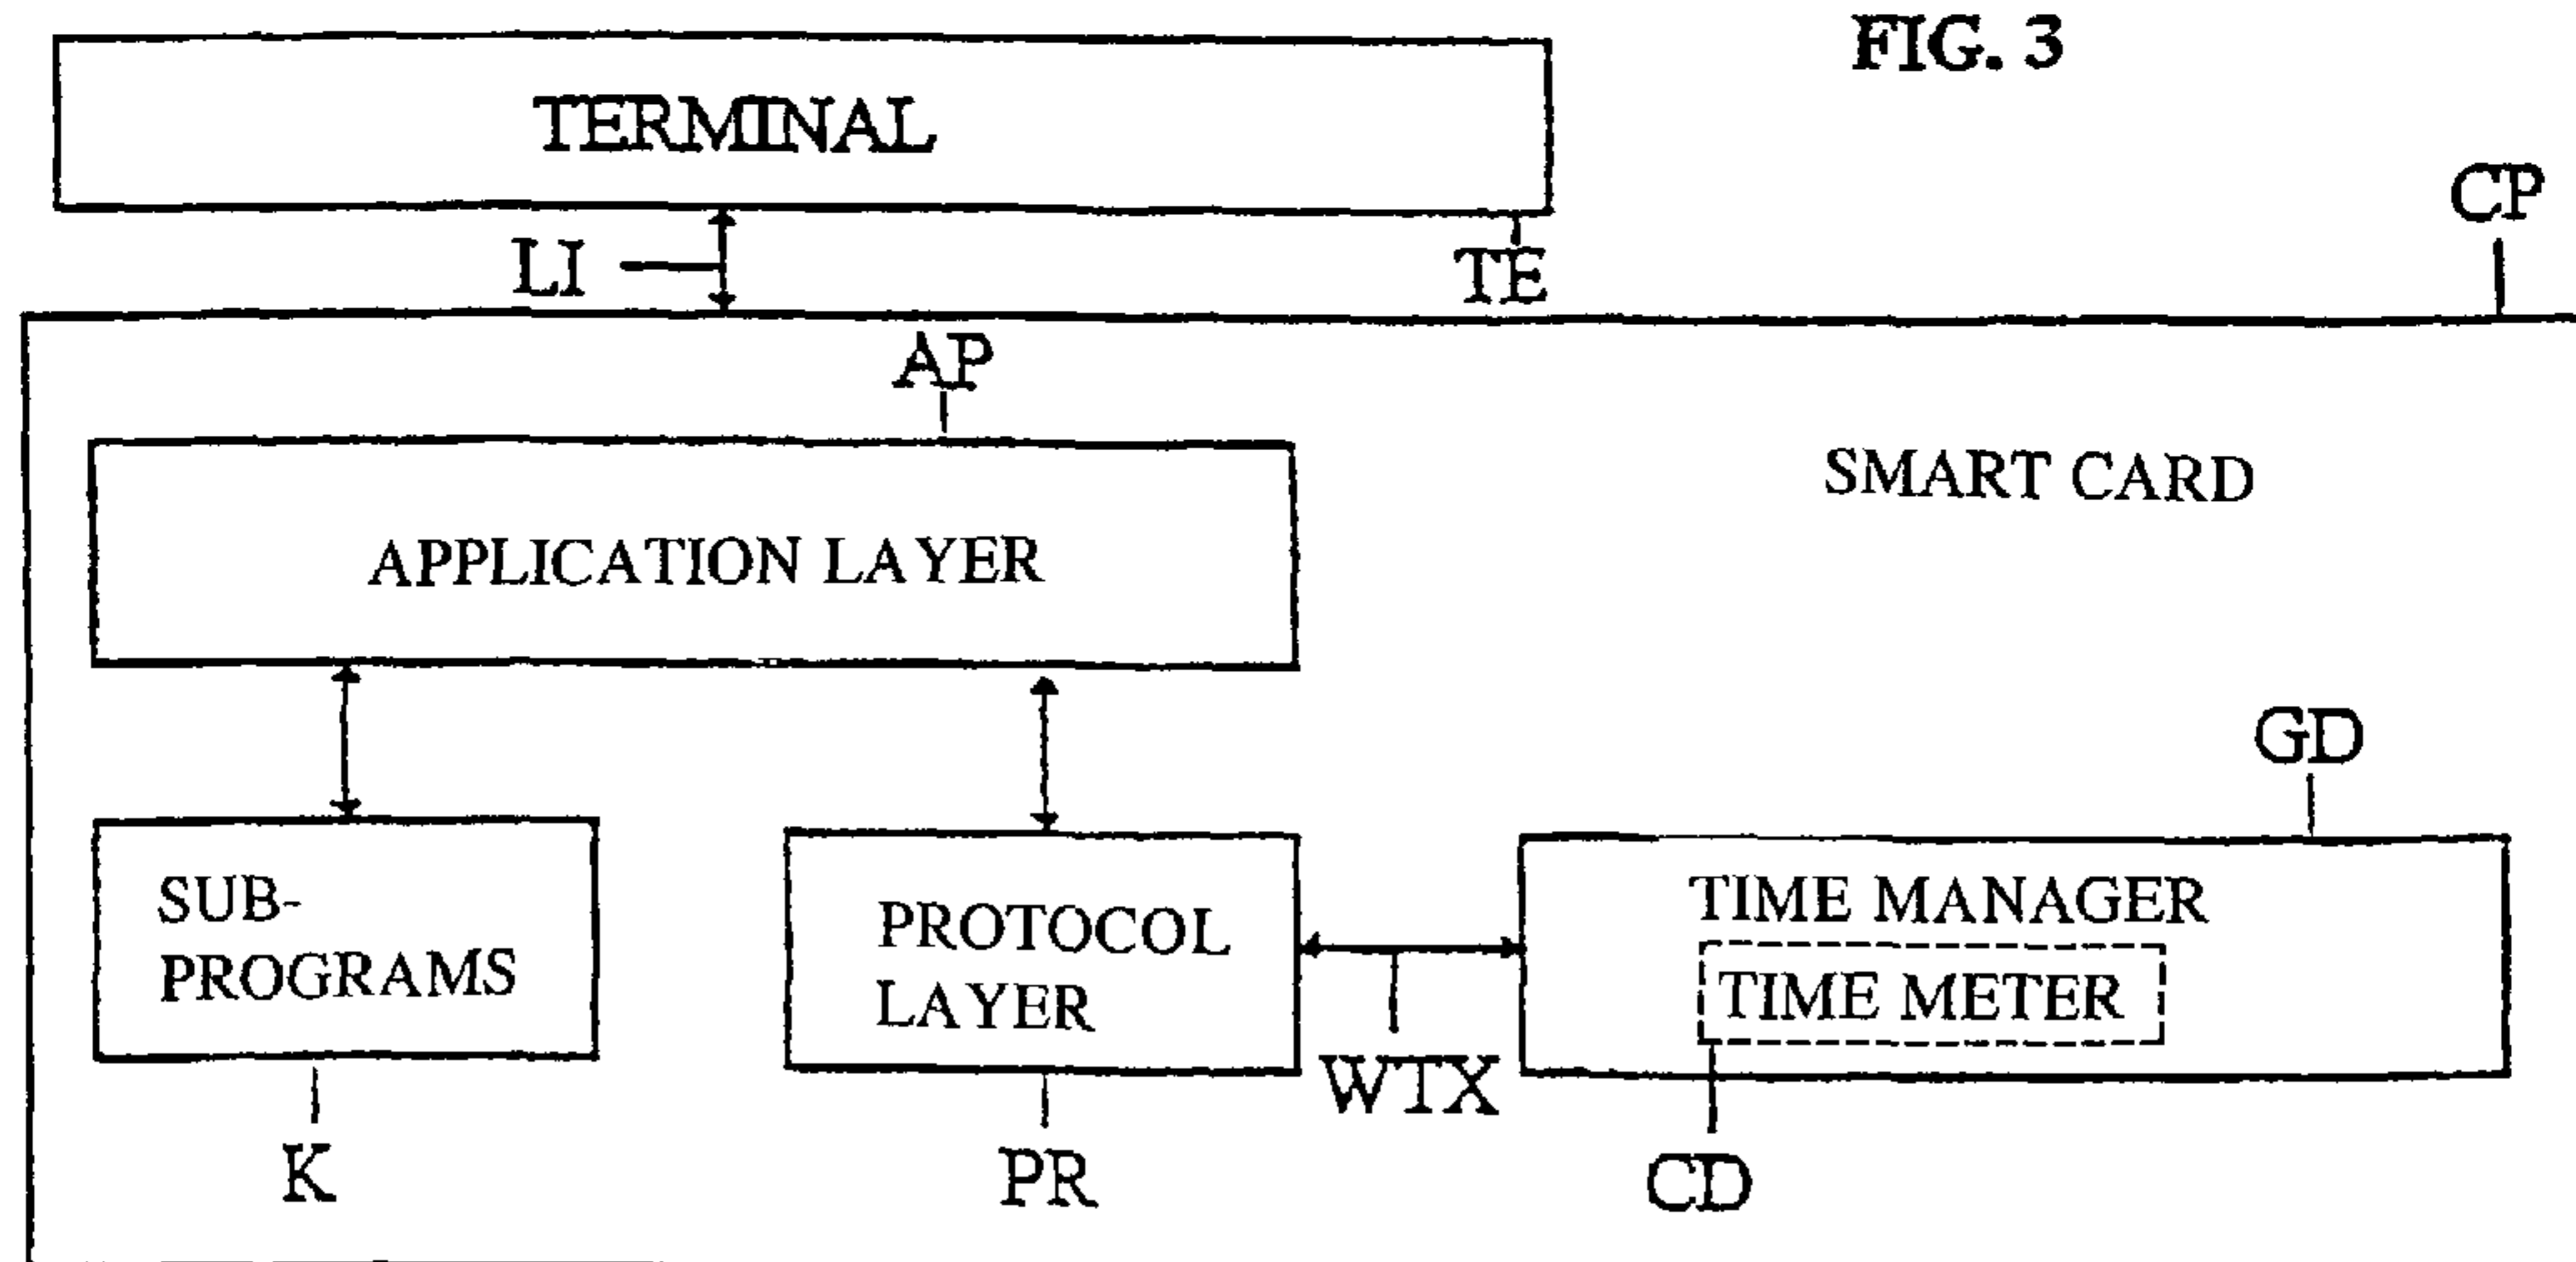 FIG. 3
TERMINAL
CP
LI
TE
AP
SMART CARD
APPLICATION LAYER
GD
SUB-
PROGRAMS
PROTOCOL
LAYER
TIME MANAGER
TIME METER
WTX
K
PR
CD